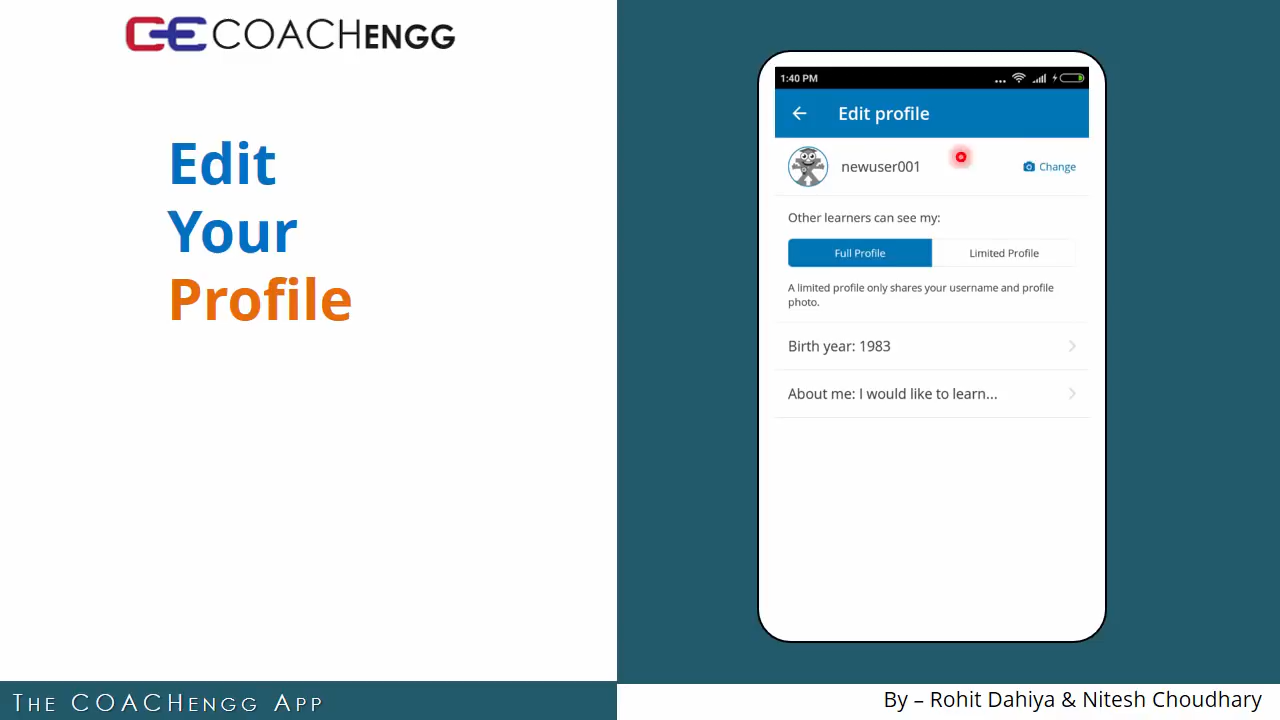 COACHENGG
Edit
Your
Profile
1:40 PM
Edit profile
newuser001
Change
Other learners can see my:
Full Profile
Limited Profile
A limited profile only shares your username and profile
photo.
Birth year: 1983
About me: I would like to learn...
THE COACHENGG APP
By – Rohit Dahiya & Nitesh Choudhary